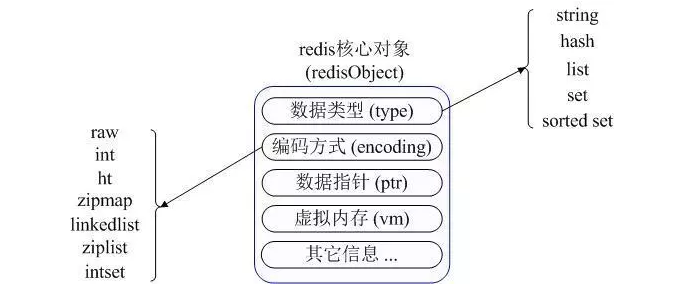 redis核心对象
(redisObject)
数据类型 (type)
编码方式 (encoding)
数据指针 (ptr)
虚拟内存 (vm)
其它信息 ...
string
hash
list
set
sorted set
raw
int
ht
zipmap
linkedlist
ziplist
intset